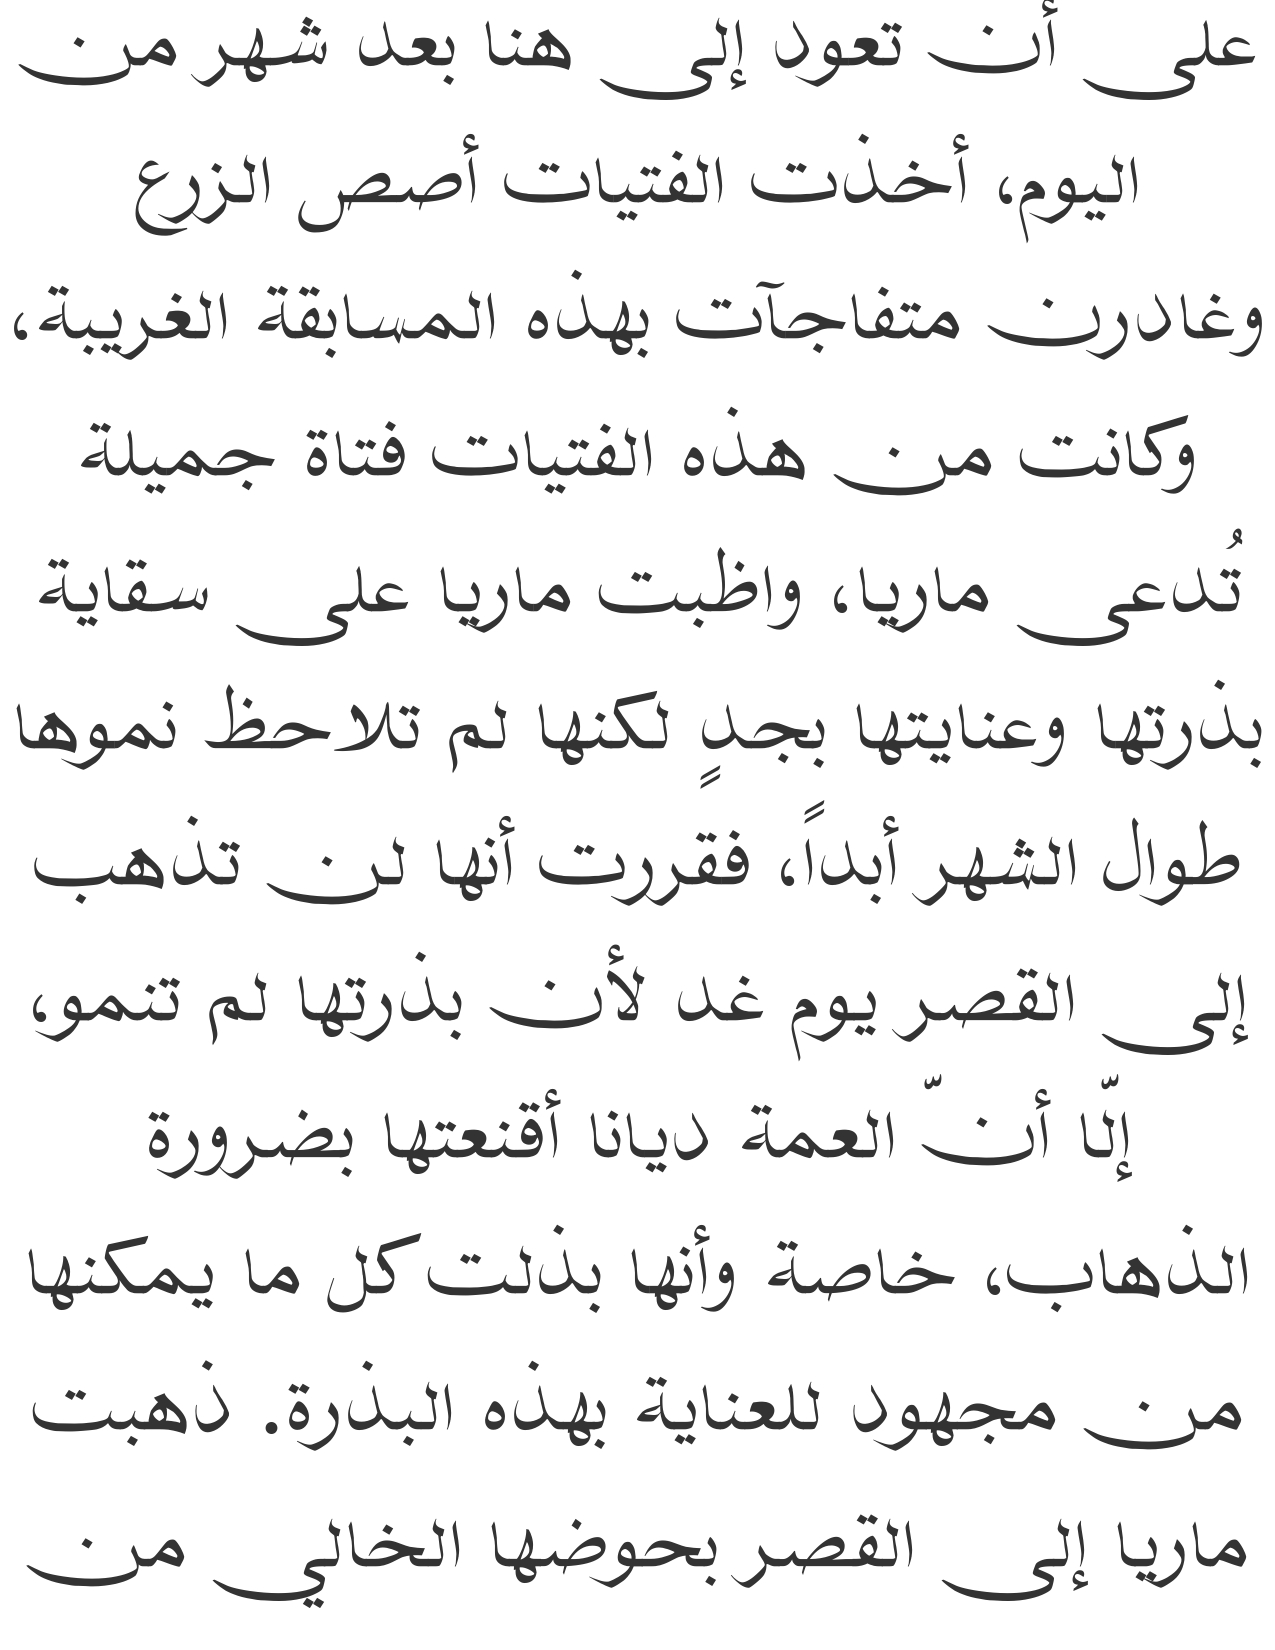 على أن تعود إلى هنا بعد شهر من
اليوم، أخذت الفتيات أصص الزرع
وغادرن متفاجآت بهذه المسابقة الغريبة،
وكانت من هذه الفتيات فتاة جميلة
تُدعى ماريا، واظبت ماريا على سقاية
بذرتها وعنايتها بجدٍ لكنها لم تلاحظ نموها
طوال الشهر أبداً، فقررت أنها لن تذهب
إلى القصر يوم غد لأن بذرتها لم تنمو،
إلّا أنّ العمة ديانا أقنعتها بضرورة
الذهاب، خاصة وأنها بذلت كل ما يمكنها
من مجهود للعناية بهذه البذرة. ذهبت
ماريا إلى القصر بحوضها الخالي من